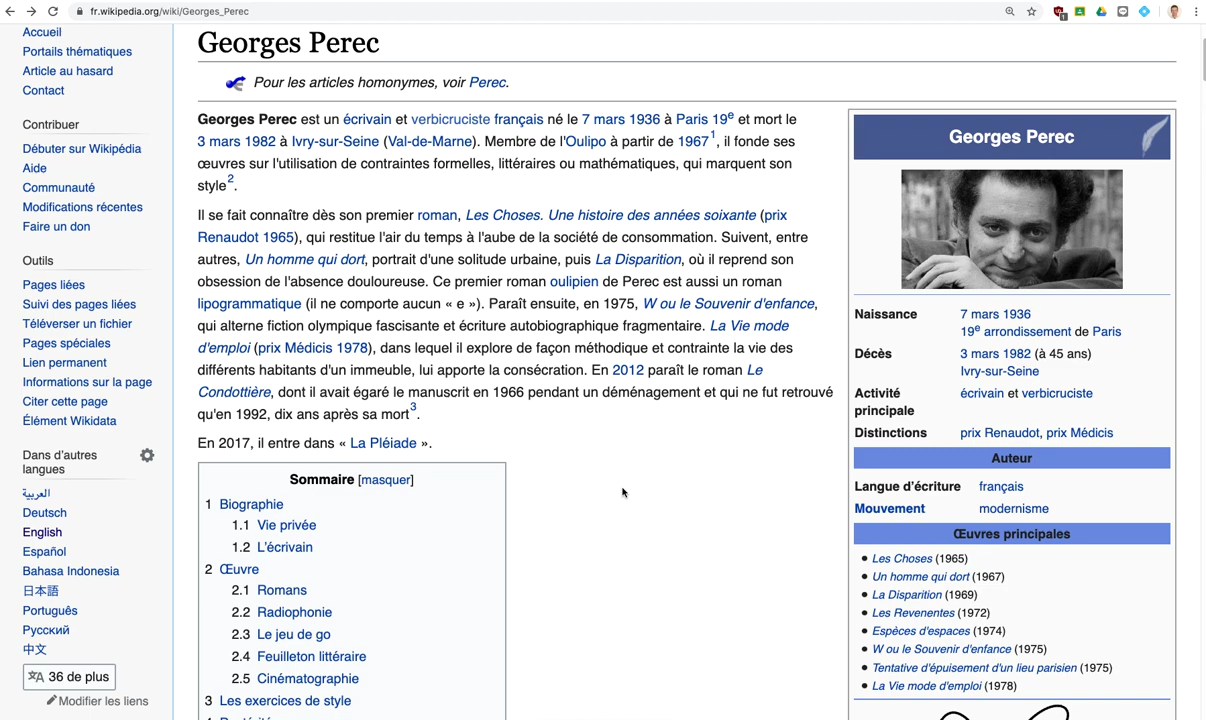 fr.wikipedia.org/wiki/Georges_Perec
Accueil
Portails thématiques
Article au hasard
Contact
Contribuer
Débuter sur Wikipédia
Aide
Communauté
Modifications récentes
Faire un don
Outils
Pages liées
Suivi des pages liées
Téléverser un fichier
Pages spéciales
Lien permanent
Informations sur la page
Citer cette page
Élément Wikidata
Dans d'autres
langues
العربية
Deutsch
English
Español
Bahasa Indonesia
日本語
Português
Русский
中文
36 de plus
Modifier les liens
Georges Perec
Pour les articles homonymes, voir Perec.
Georges Perec est un écrivain et verbicruciste français né le 7 mars 1936 à Paris 19e et mort le
3 mars 1982 à Ivry-sur-Seine (Val-de-Marne). Membre de l'Oulipo à partir de 19671, il fonde ses
œuvres sur l'utilisation de contraintes formelles, littéraires ou mathématiques, qui marquent son
style2.
Il se fait connaître dès son premier roman, Les Choses. Une histoire des années soixante (prix
Renaudot 1965), qui restitue l'air du temps à l'aube de la société de consommation. Suivent, entre
autres, Un homme qui dort, portrait d'une solitude urbaine, puis La Disparition, où il reprend son
obsession de l'absence douloureuse. Ce premier roman oulipien de Perec est aussi un roman
lipogrammatique (il ne comporte aucun « e »). Paraît ensuite, en 1975, W ou le Souvenir d'enfance,
qui alterne fiction olympique fascisante et écriture autobiographique fragmentaire. La Vie mode
d'emploi (prix Médicis 1978), dans lequel il explore de façon méthodique et contrainte la vie des
différents habitants d'un immeuble, lui apporte la consécration. En 2012 paraît le roman Le
Condottière, dont il avait égaré le manuscrit en 1966 pendant un déménagement et qui ne fut retrouvé
qu'en 1992, dix ans après sa mort3.
En 2017, il entre dans « La Pléiade ».
Sommaire [masquer]
1 Biographie
1.1 Vie privée
1.2 L'écrivain
2 Œuvre
2.1 Romans
2.2 Radiophonie
2.3 Le jeu de go
2.4 Feuilleton littéraire
2.5 Cinématographie
3 Les exercices de style
Georges Perec
Naissance 7 mars 1936
19e arrondissement de Paris
Décès 3 mars 1982 (à 45 ans)
Ivry-sur-Seine
Activité écrivain et verbicruciste
principale
Distinctions prix Renaudot, prix Médicis
Auteur
Langue d'écriture français
Mouvement modernisme
Œuvres principales
• Les Choses (1965)
• Un homme qui dort (1967)
• La Disparition (1969)
• Les Revenentes (1972)
• Espèces d'espaces (1974)
• W ou le Souvenir d'enfance (1975)
• Tentative d'épuisement d'un lieu parisien (1975)
• La Vie mode d'emploi (1978)